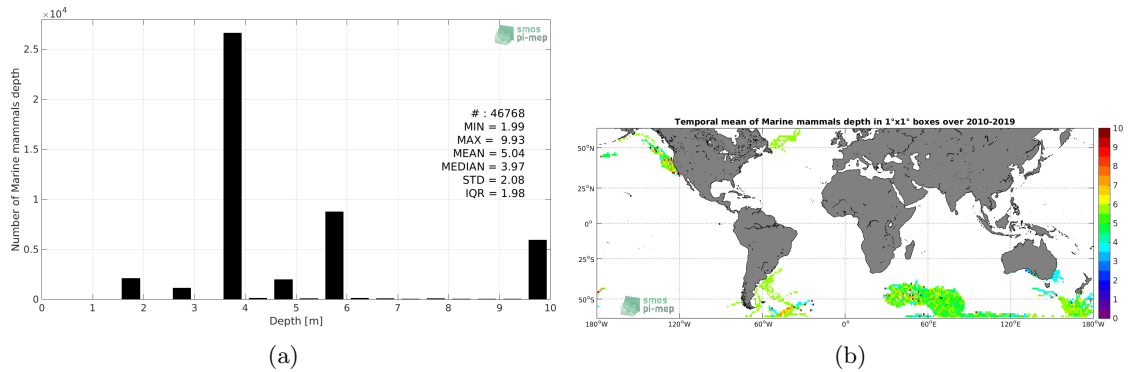 ×10⁴
smos
pi-mep
2.5
2
1.5
1
0.5
0
Number of Marine mammals depth
# : 46768
MIN = 1.99
MAX = 9.93
MEAN = 5.04
MEDIAN = 3.97
STD = 2.08
IQR = 1.98
0 1 2 3 4 5 6 7 8 9 10
Depth [m]
(a)
Temporal mean of Marine mammals depth in 1°x1° boxes over 2010-2019
50°N
25°N
0°
25°S
50°S
smos
pi-mep
180°W 120°W 60°W 0° 60°E 120°E 180°W
10
9
8
7
6
5
4
3
2
1
0
(b)